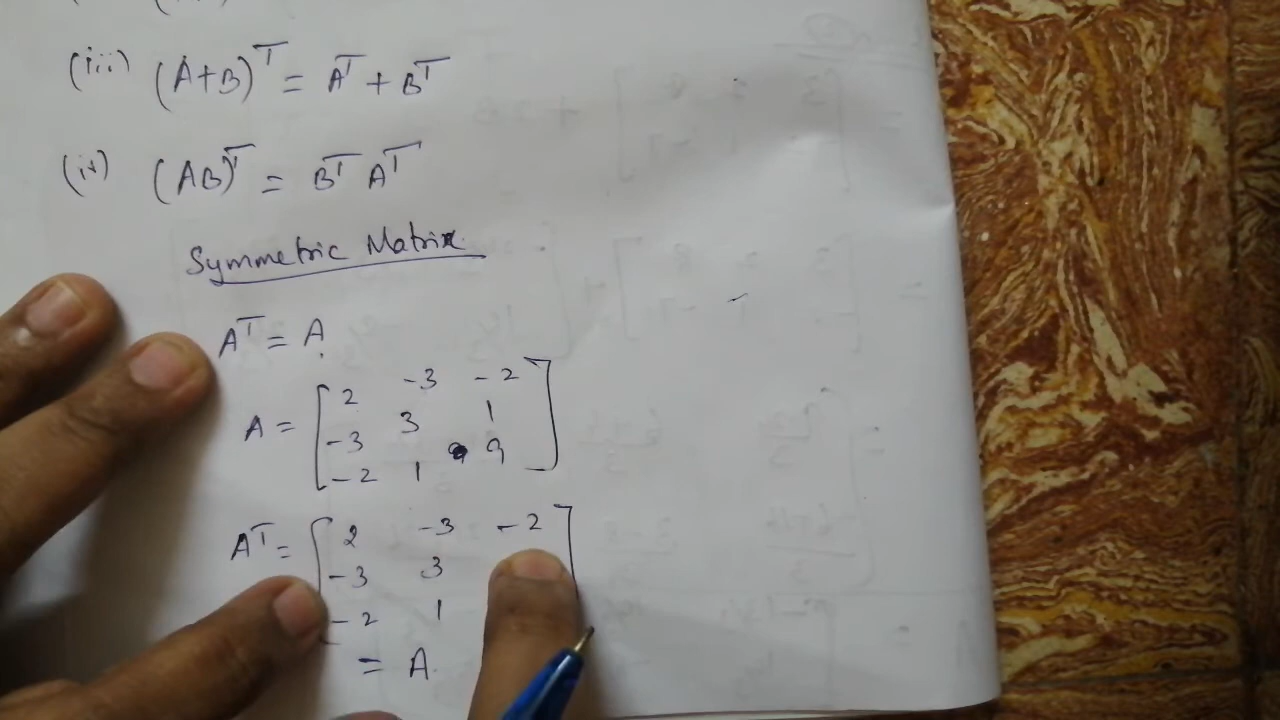 (iii) (A+B)^T = A^T + B^T
(iv) (AB)^T = B^T A^T
Symmetric Matrix
A^T = A
A = [ 2 -3 -2
-3 3 1
-2 1 9 ]
A^T = [ 2 -3 -2
-3 3
-2 1
= A.